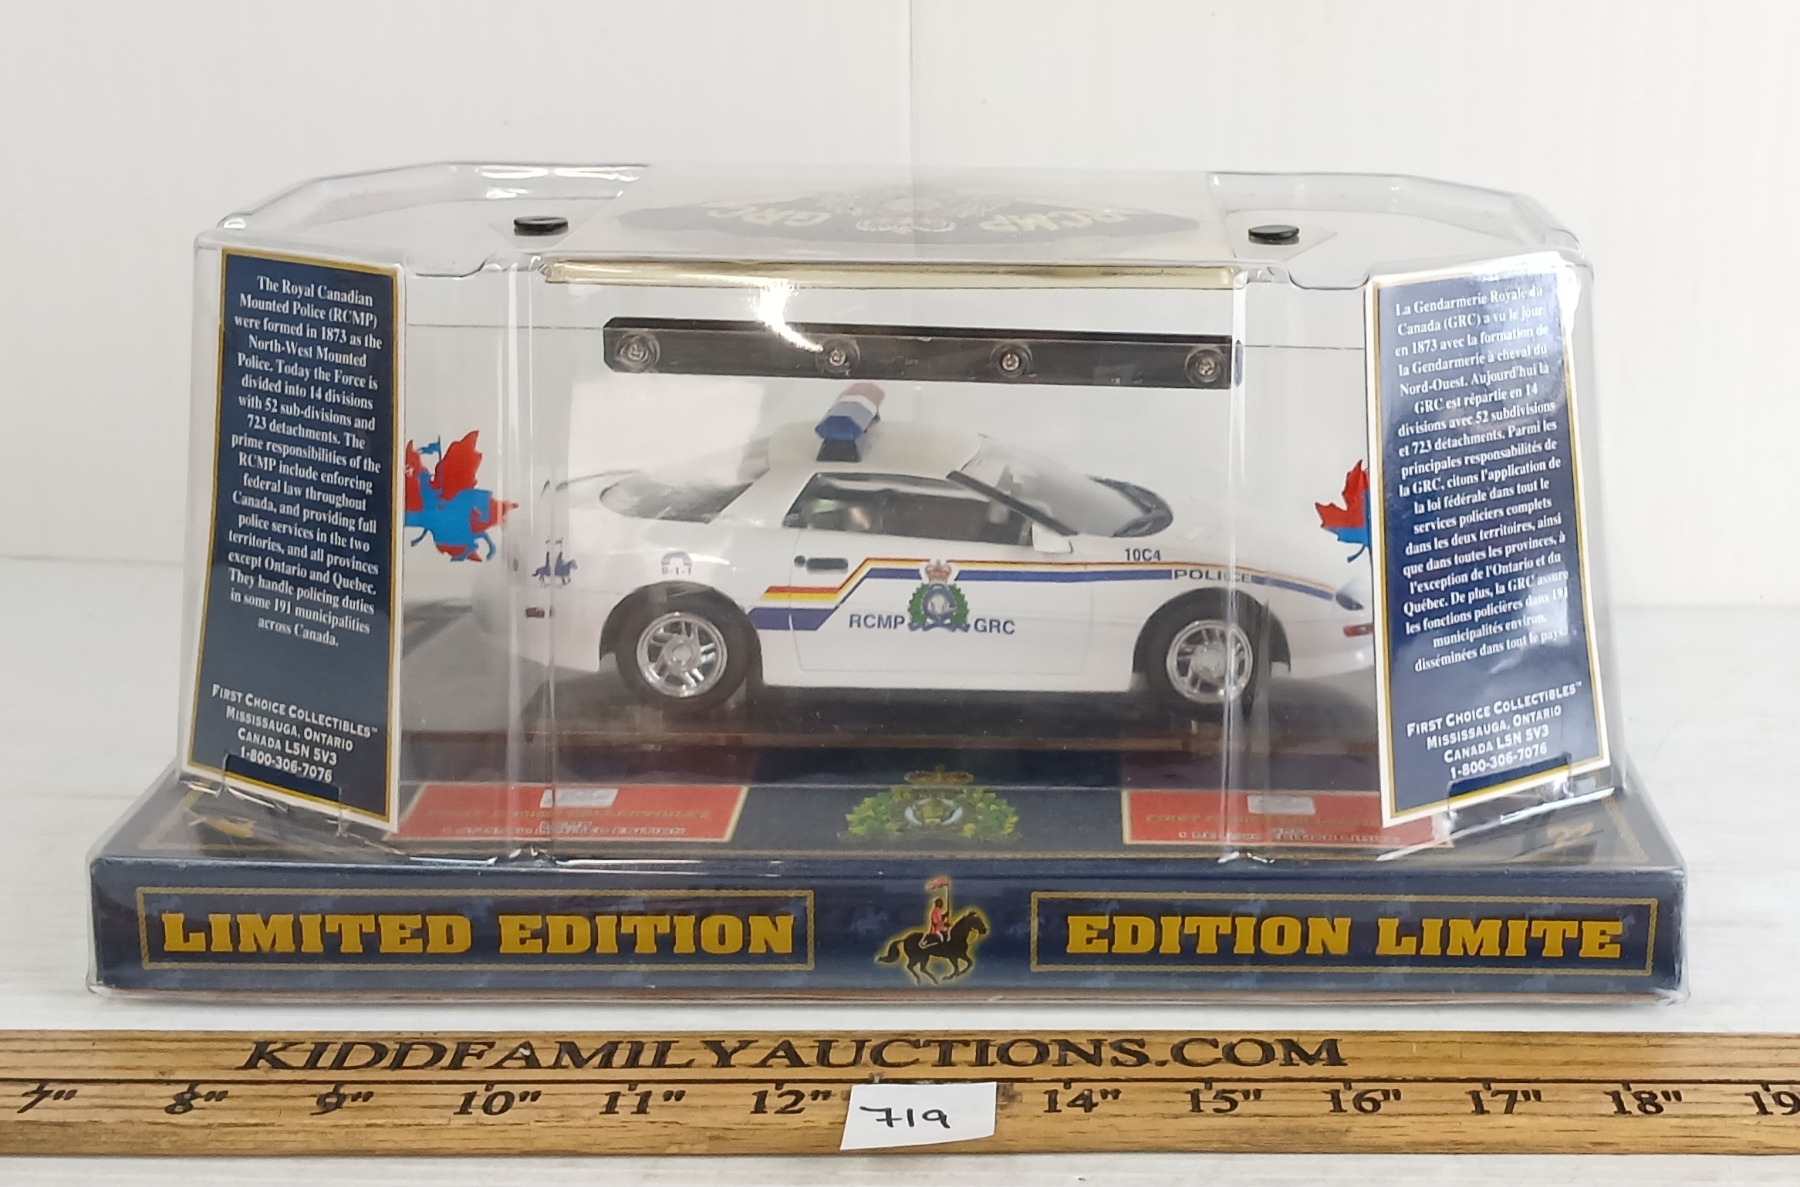 RCMP GRC
The Royal Canadian
Mounted Police (RCMP)
were formed in 1873 as the
North-West Mounted
Police. Today the Force is
divided into 14 divisions
with 52 sub-divisions and
723 detachments. The
prime responsibilities of the
RCMP include enforcing
federal law throughout
Canada, and providing full
police services in the two
territories, and all provinces
except Ontario and Quebec.
They handle policing duties
in some 191 municipalities
across Canada.
FIRST CHOICE COLLECTIBLES™
MISSISSAUGA, ONTARIO
CANADA L5N 5V3
1-800-306-7076
9-1-1
10C4
POLICE
RCMP GRC
La Gendarmerie Royale du
Canada (GRC) a vu le jour
en 1873 avec la formation de
la Gendarmerie à cheval du
Nord-Ouest. Aujourd'hui la
GRC est répartie en 14
divisions avec 52 subdivisions
et 723 détachments. Parmi les
principales responsabilités de
la GRC, citons l'application de
la loi fédérale dans tout le
services policiers complets
dans les deux territoires, ainsi
que dans toutes les provinces, à
l'exception de l'Ontario et du
Québec. De plus, la GRC assure
les fonctions policières dans 191
municipalités environ,
disséminées dans tout le pays.
FIRST CHOICE COLLECTIBLES™
MISSISSAUGA, ONTARIO
CANADA L5N 5V3
1-800-306-7076
LIMITED EDITION
EDITION LIMITE
KIDDFAMILYAUCTIONS.COM
7" 8" 9" 10" 11" 12" 14" 15" 16" 17" 18" 19
719